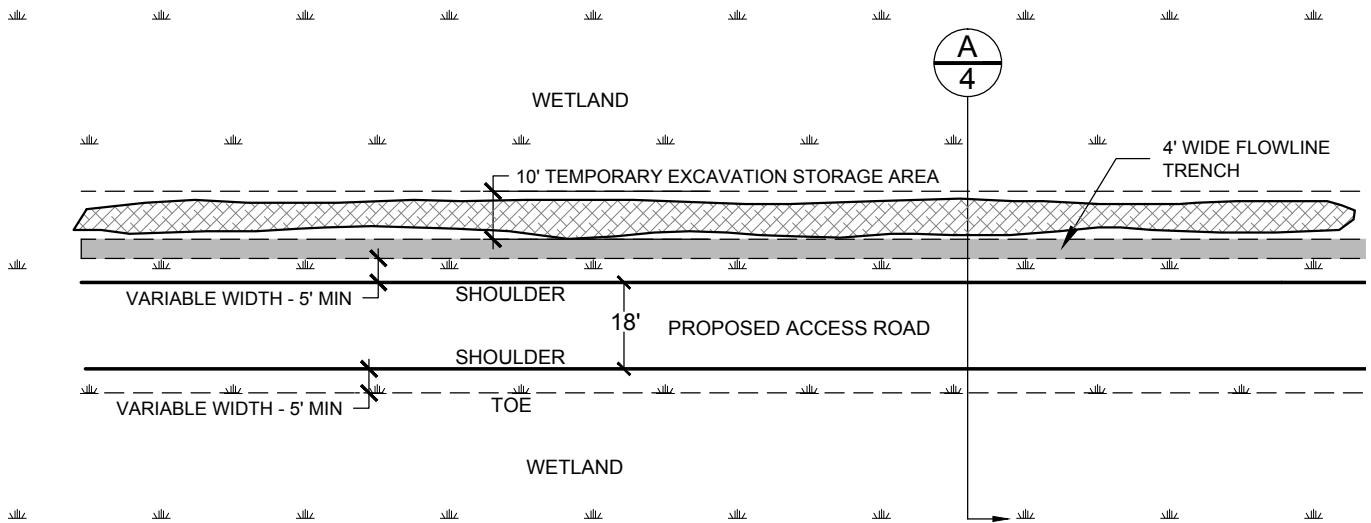 A
4
WETLAND
4' WIDE FLOWLINE
TRENCH
10' TEMPORARY EXCAVATION STORAGE AREA
VARIABLE WIDTH - 5' MIN
SHOULDER
18'
PROPOSED ACCESS ROAD
SHOULDER
VARIABLE WIDTH - 5' MIN
TOE
WETLAND